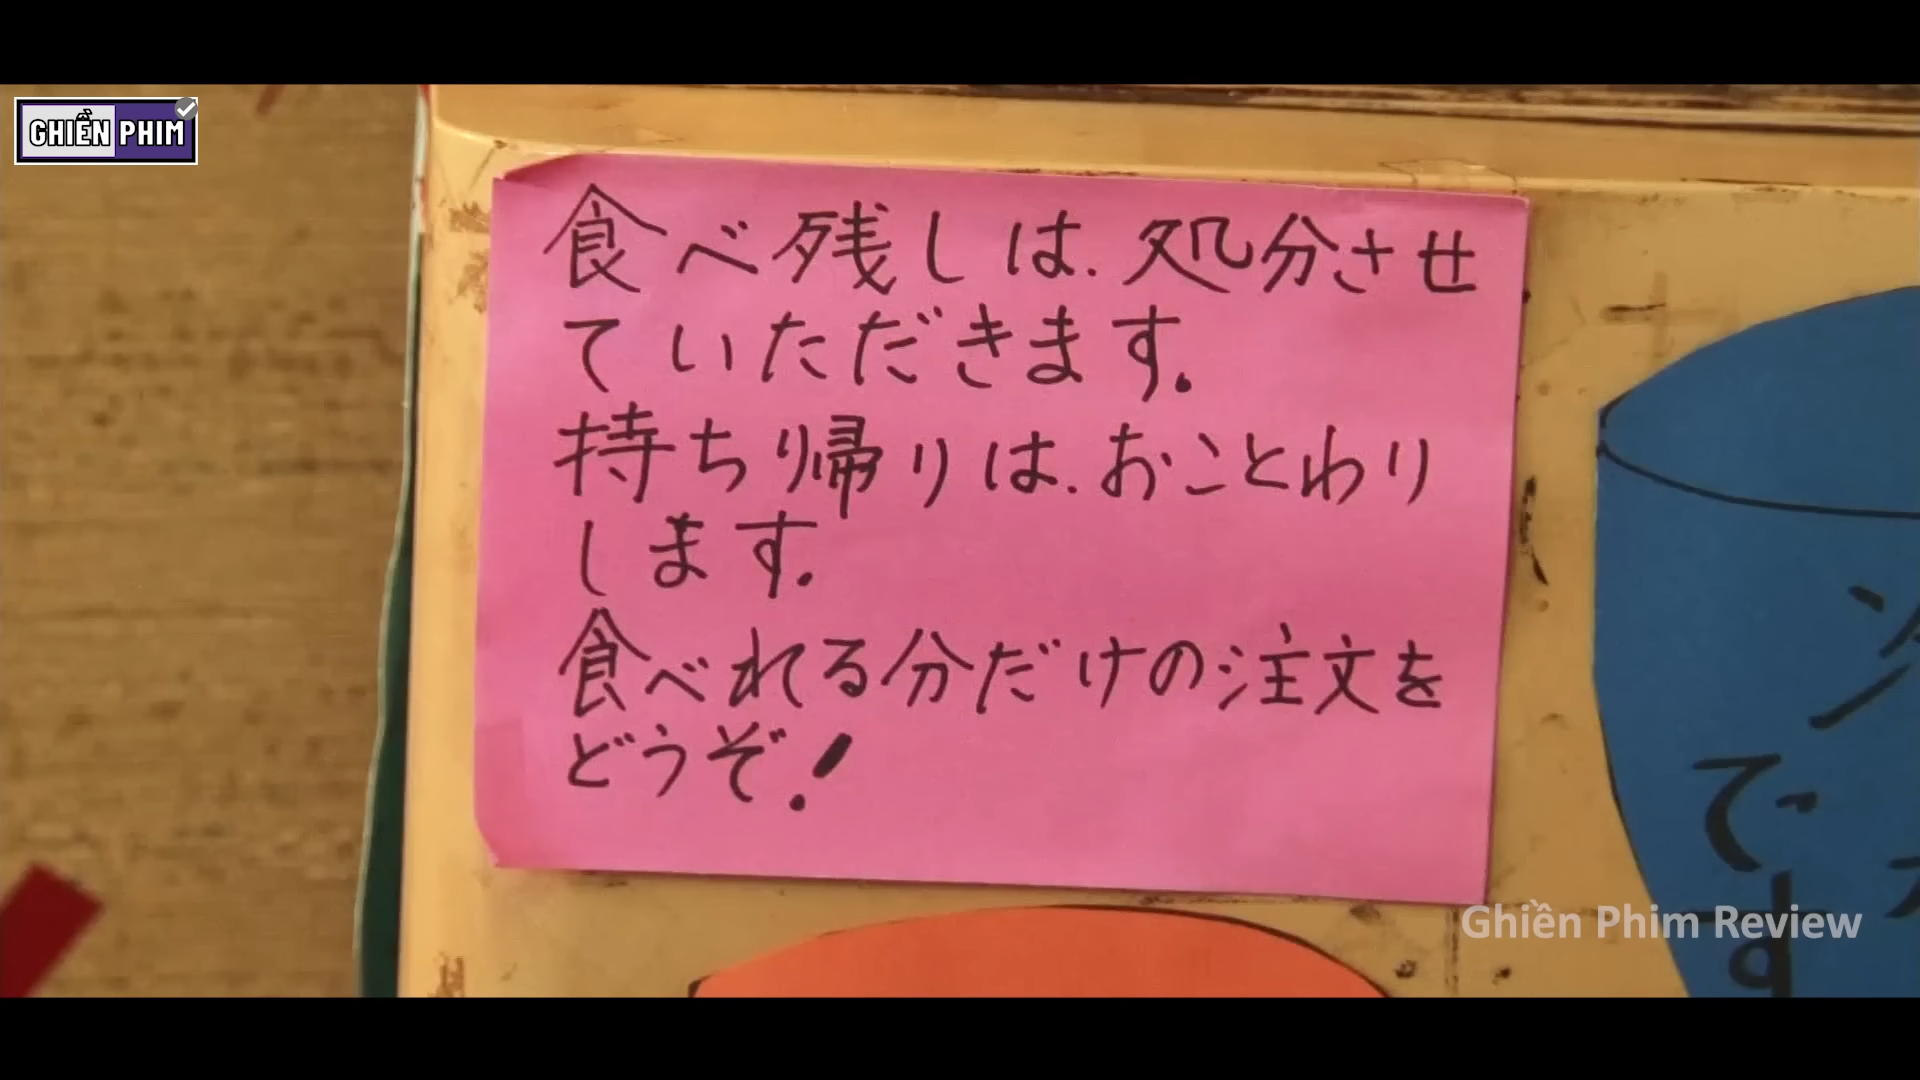 GHIỀN PHIM
食べ残しは、処分させ
ていただきます。
持ち帰りは、おことわり
します。
食べれる分だけの注文を
どうぞ!
です
Ghiền Phim Review